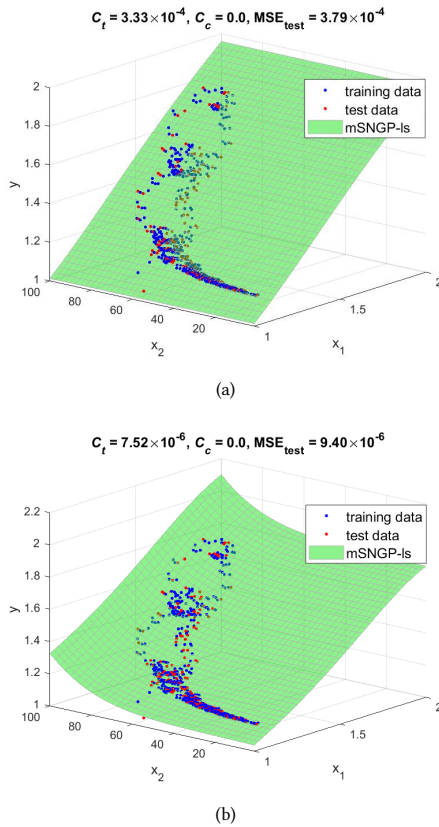 C_t = 3.33×10^-4, C_c = 0.0, MSE_test = 3.79×10^-4
2
training data
test data
mSNGP-ls
1.8
1.6
y
1.4
1.2
1
100
80
60
40
20
x_2
1
1.5
2
x_1
(a)
C_t = 7.52×10^-6, C_c = 0.0, MSE_test = 9.40×10^-6
2.2
training data
test data
mSNGP-ls
2
1.8
y
1.6
1.4
1.2
1
100
80
60
40
20
x_2
1
1.5
2
x_1
(b)